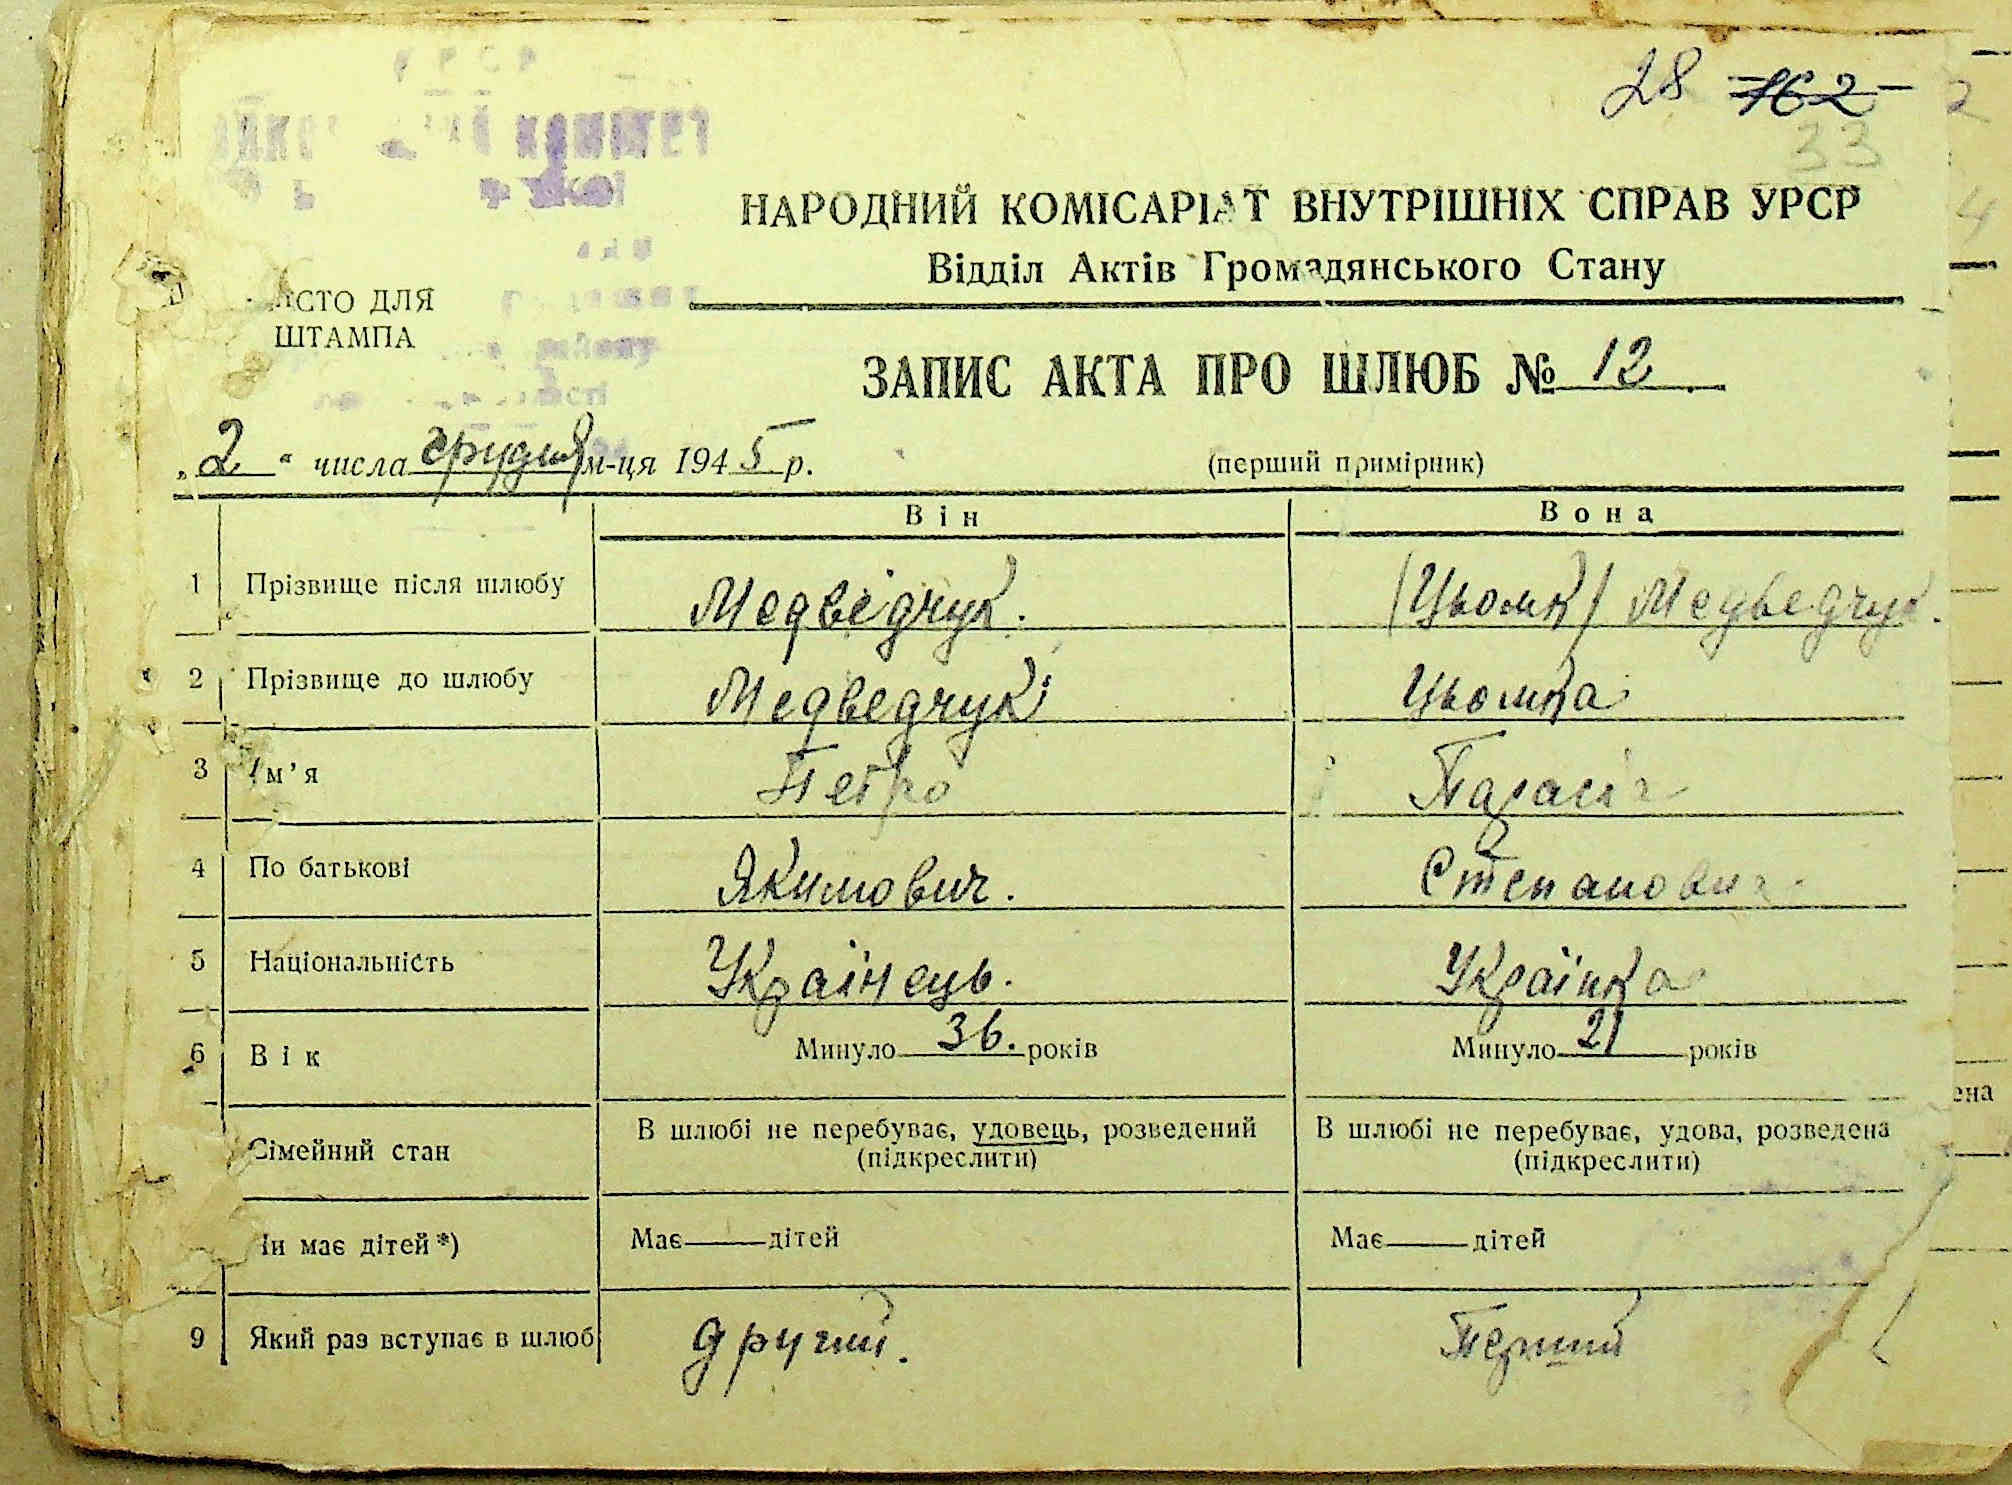 28 162
33
НАРОДНИЙ КОМІСАРІАТ ВНУТРІШНІХ СПРАВ УРСР
Відділ Актів Громадянського Стану
МІСТО ДЛЯ
ШТАМПА
ЗАПИС АКТА ПРО ШЛЮБ № 12
„2“ числа грудня м-ця 1945 р. (перший примірник)
Він Вона
1 Прізвище після шлюбу Медведчук. (Цьомк) Медведчук.
2 Прізвище до шлюбу Медведчук Цьомка
3 Ім'я Петро
4 По батькові Якимович. Степанович
5 Національність Українець. Українка
6 Вік Минуло 36. років Минуло 21 років
Сімейний стан В шлюбі не перебуває, удовець, розведений (підкреслити) В шлюбі не перебуває, удова, розведена (підкреслити)
Чи має дітей*) Має — дітей Має — дітей
9 Який раз вступає в шлюб другий. Перший